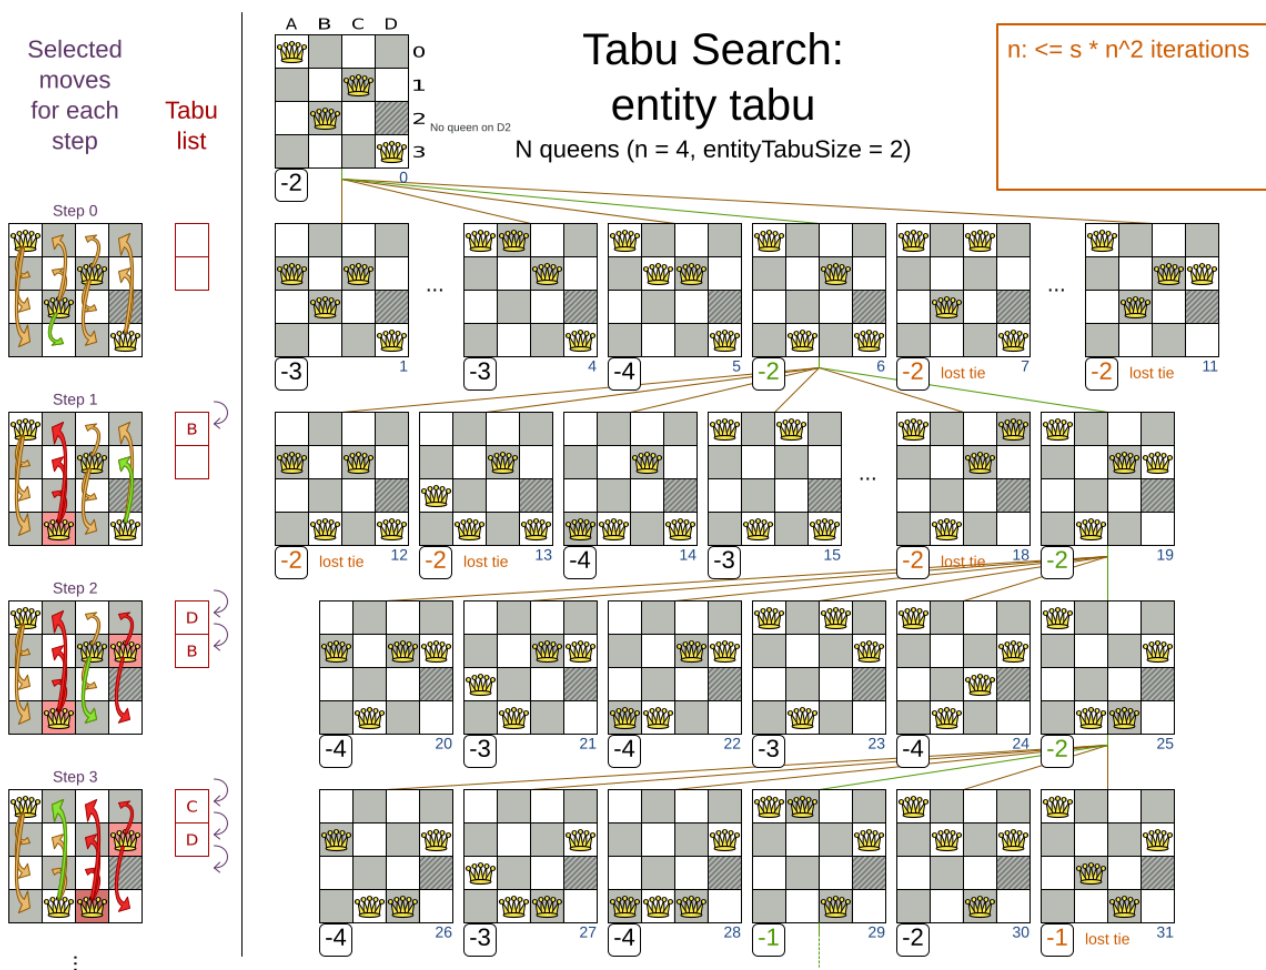 Selected
moves
for each
step
Tabu
list
A B C D
0
1
2 No queen on D2
3
-2 0
Tabu Search:
entity tabu
N queens (n = 4, entityTabuSize = 2)
n: <= s * n^2 iterations
Step 0
... ...
-3 1
-3 4
-4 5
-2 6
-2 lost tie 7
-2 lost tie 11
Step 1
B
...
-2 lost tie 12
-2 lost tie 13
-4 14
-3 15
-2 lost tie 18
-2 19
Step 2
D
B
-4 20
-3 21
-4 22
-3 23
-4 24
-2 25
Step 3
C
D
-4 26
-3 27
-4 28
-1 29
-2 30
-1 lost tie 31
...